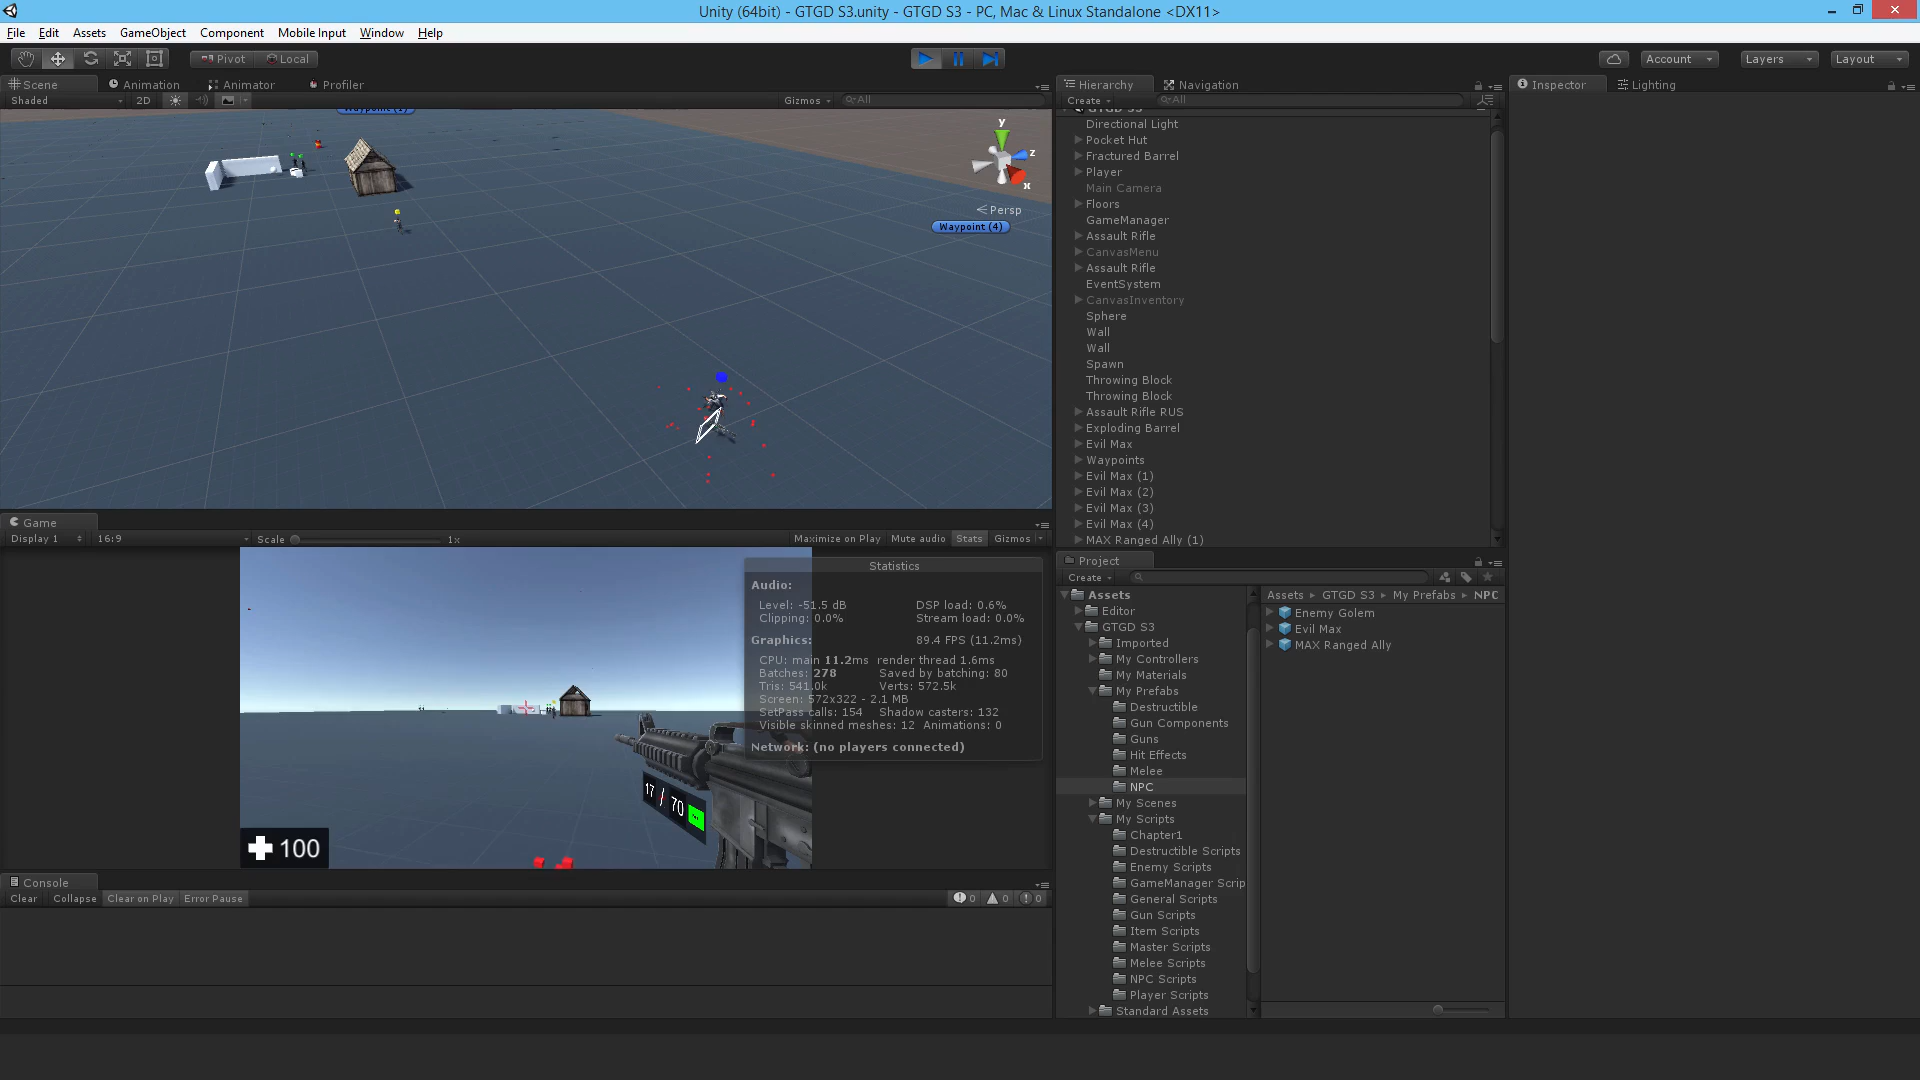 Unity (64bit) - GTGD S3.unity - GTGD S3 - PC, Mac & Linux Standalone <DX11>
File Edit Assets GameObject Component Mobile Input Window Help
Pivot Local Account Layers Layout
Scene Animation Animator Profiler
Shaded 2D Gizmos All
Waypoint (1)
y
z
x
Persp
Waypoint (4)
Game
Display 1 16:9 Scale 1x Maximize on Play Mute audio Stats Gizmos
Statistics
Audio:
Level: -51.5 dB DSP load: 0.6%
Clipping: 0.0% Stream load: 0.0%
Graphics: 89.4 FPS (11.2ms)
CPU: main 11.2ms render thread 1.6ms
Batches: 278 Saved by batching: 80
Tris: 541.0k Verts: 572.5k
Screen: 572x322 - 2.1 MB
SetPass calls: 154 Shadow casters: 132
Visible skinned meshes: 12 Animations: 0
Network: (no players connected)
17 / 70
100
Console
Clear Collapse Clear on Play Error Pause 0 0 0
Hierarchy Navigation
Create All
GTGD S3
Directional Light
Pocket Hut
Fractured Barrel
Player
Main Camera
Floors
GameManager
Assault Rifle
CanvasMenu
Assault Rifle
EventSystem
CanvasInventory
Sphere
Wall
Wall
Spawn
Throwing Block
Throwing Block
Assault Rifle RUS
Exploding Barrel
Evil Max
Waypoints
Evil Max (1)
Evil Max (2)
Evil Max (3)
Evil Max (4)
MAX Ranged Ally (1)
Project
Create
Assets
Editor
GTGD S3
Imported
My Controllers
My Materials
My Prefabs
Destructible
Gun Components
Guns
Hit Effects
Melee
NPC
My Scenes
My Scripts
Chapter1
Destructible Scripts
Enemy Scripts
GameManager Scrip
General Scripts
Gun Scripts
Item Scripts
Master Scripts
Melee Scripts
NPC Scripts
Player Scripts
Standard Assets
Assets GTGD S3 My Prefabs NPC
Enemy Golem
Evil Max
MAX Ranged Ally
Inspector Lighting